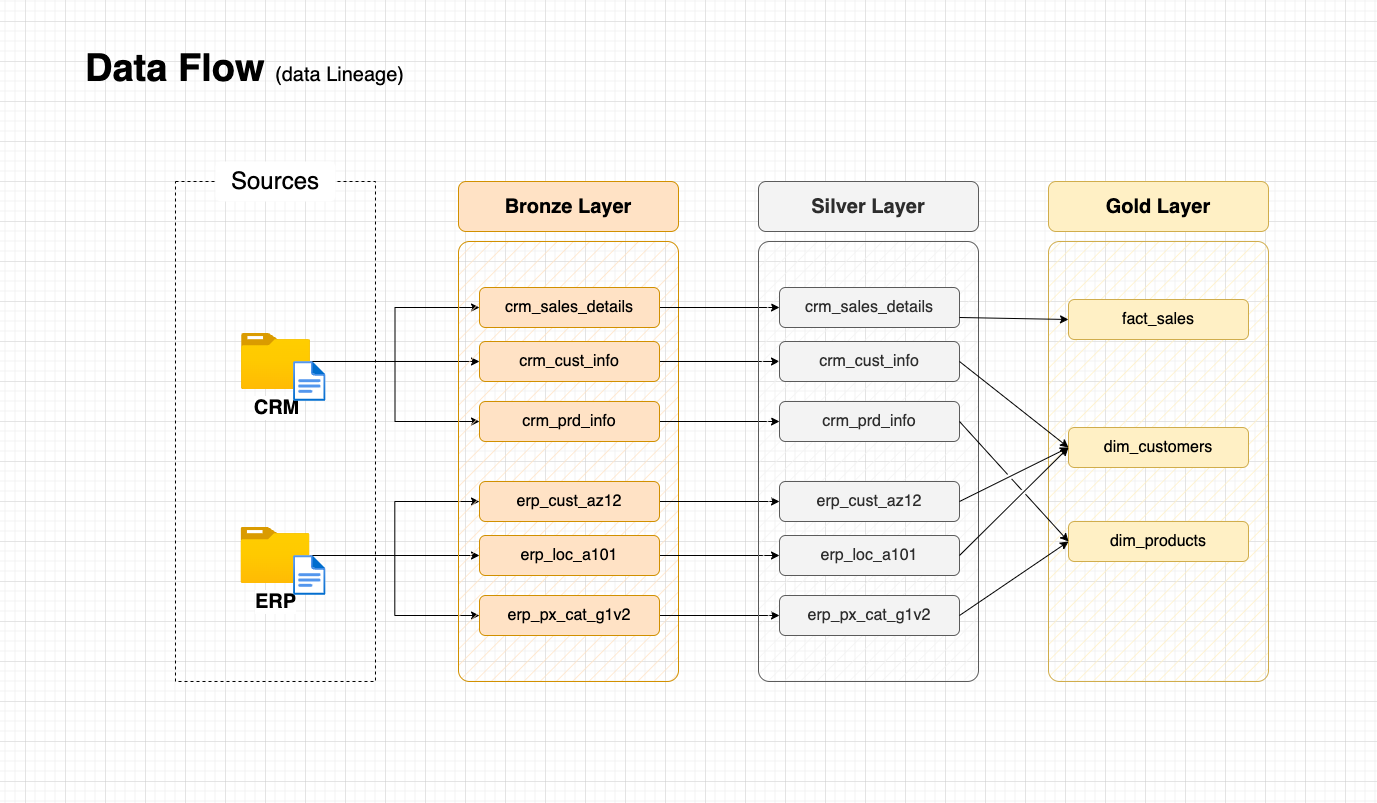 Data Flow (data Lineage)
Sources
CRM
ERP
Bronze Layer
crm_sales_details
crm_cust_info
crm_prd_info
erp_cust_az12
erp_loc_a101
erp_px_cat_g1v2
Silver Layer
crm_sales_details
crm_cust_info
crm_prd_info
erp_cust_az12
erp_loc_a101
erp_px_cat_g1v2
Gold Layer
fact_sales
dim_customers
dim_products